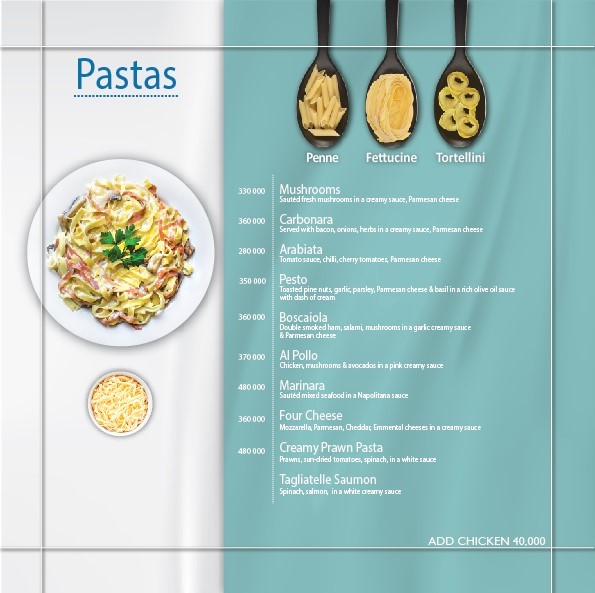 Pastas
Penne Fettucine Tortellini
330 000 Mushrooms
Sautéd fresh mushrooms in a creamy sauce, Parmesan cheese
360 000 Carbonara
Served with bacon, onions, herbs in a creamy sauce, Parmesan cheese
280 000 Arabiata
Tomato sauce, chilli, cherry tomatoes, Parmesan cheese
350 000 Pesto
Toasted pine nuts, garlic, parsley, Parmesan cheese & basil in a rich olive oil sauce
with dash of cream
360 000 Boscaiola
Double smoked ham, salami, mushrooms in a garlic creamy sauce
& Parmesan cheese
370 000 Al Pollo
Chicken, mushrooms & avocados in a pink creamy sauce
480 000 Marinara
Sautéd mixed seafood in a Napolitana sauce
360 000 Four Cheese
Mozzarella, Parmesan, Cheddar, Emmental cheeses in a creamy sauce
480 000 Creamy Prawn Pasta
Prawns, sun-dried tomatoes, spinach, in a white sauce
Tagliatelle Saumon
Spinach, salmon, in a white creamy sauce
ADD CHICKEN 40,000